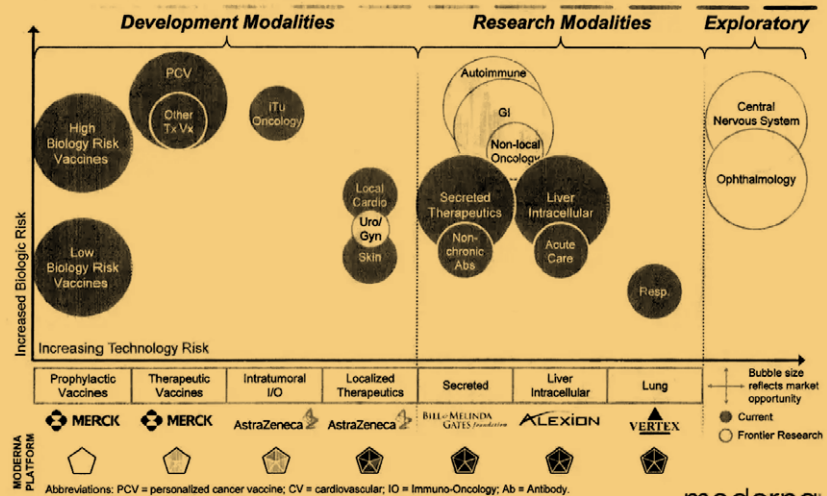 Development Modalities
Research Modalities
Exploratory
Increased Biologic Risk
PCV
Other
Tx Vx
iTu
Oncology
High
Biology Risk
Vaccines
Low
Biology Risk
Vaccines
Local
Cardio
Uro/
Gyn
Skin
Autoimmune
GI
Non-local
Oncology
Secreted
Therapeutics
Non-
chronic
Abs
Liver
Intracellular
Acute
Care
Resp.
Central
Nervous System
Ophthalmology
Increasing Technology Risk
Prophylactic
Vaccines
Therapeutic
Vaccines
Intratumoral
I/O
Localized
Therapeutics
Secreted
Liver
Intracellular
Lung
Bubble size
reflects market
opportunity
Current
Frontier Research
MERCK
MERCK
AstraZeneca
AstraZeneca
BILL & MELINDA
GATES foundation
ALEXION
VERTEX
MODERNA
PLATFORM
Abbreviations: PCV = personalized cancer vaccine; CV = cardiovascular; IO = Immuno-Oncology; Ab = Antibody.
moderna